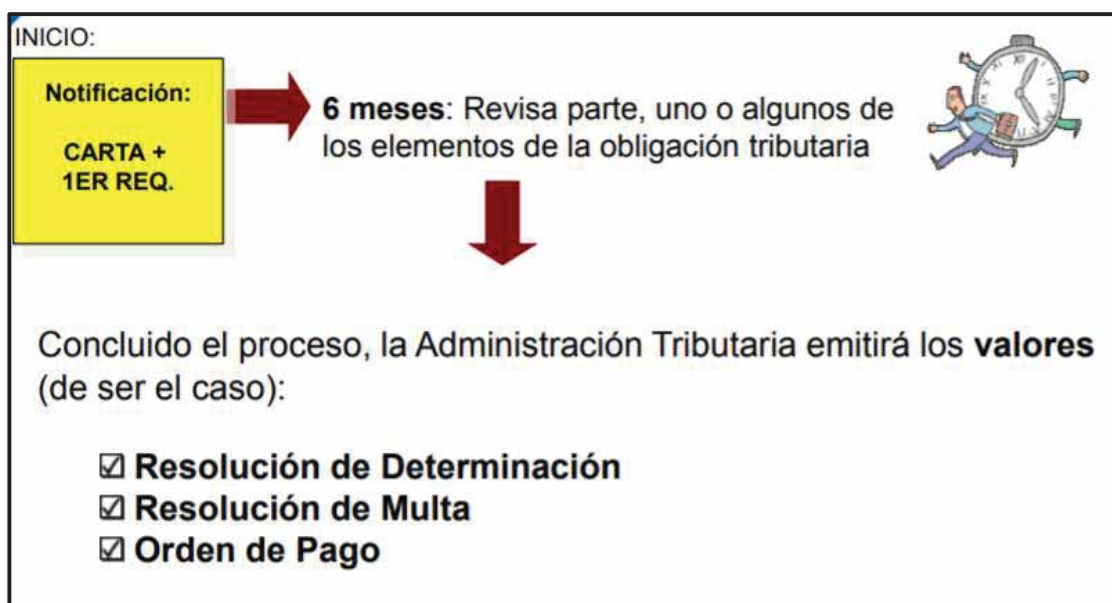 INICIO:
Notificación:
CARTA +
1ER REQ.
6 meses: Revisa parte, uno o algunos de
los elementos de la obligación tributaria
Concluido el proceso, la Administración Tributaria emitirá los valores
(de ser el caso):
☑ Resolución de Determinación
☑ Resolución de Multa
☑ Orden de Pago